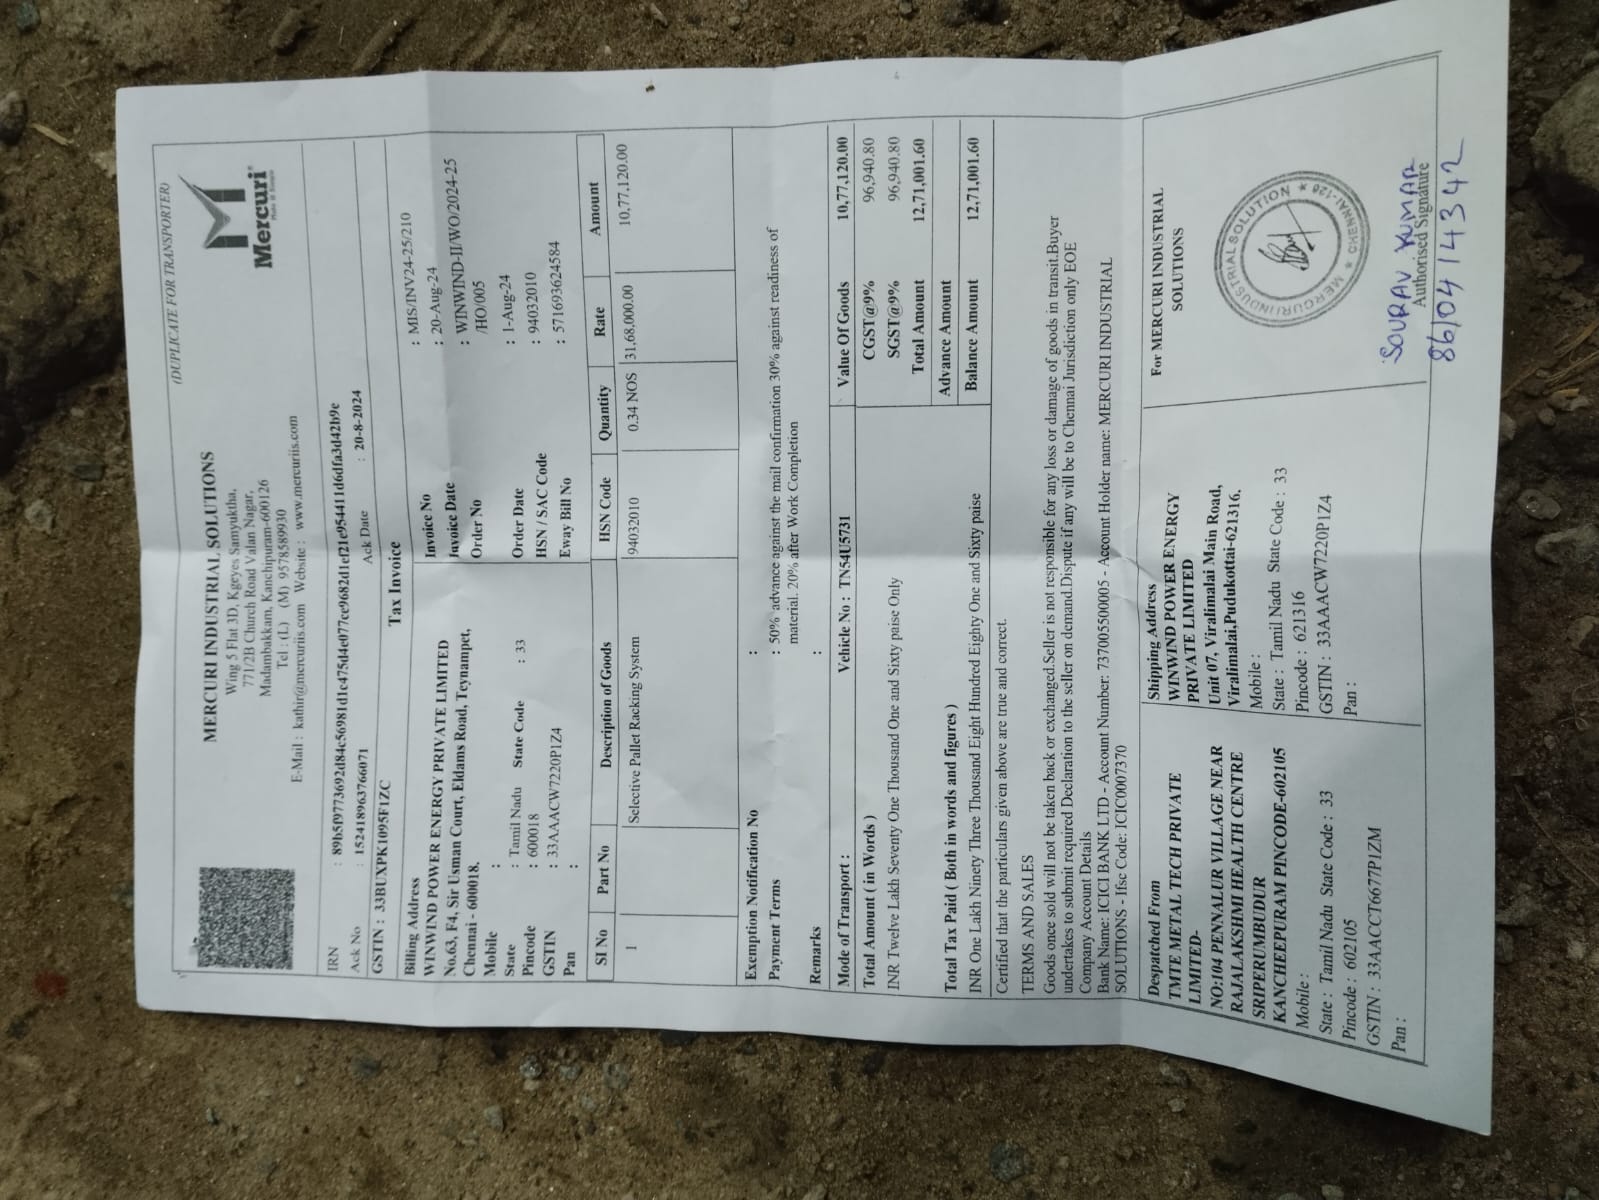 (DUPLICATE FOR TRANSPORTER)
MERCURI INDUSTRIAL SOLUTIONS
Wing 5 Flat 3D, Kgeyes Samyuktha,
771/2B Church Road Valan Nagar,
Madambakkam, Kanchipuram-600126
Tel : (L) (M) 9578589930
E-Mail : kathir@mercuriis.com Website : www.mercuriis.com
Mercuri
IRN : 89b5f9773692d84c56981d1c475d4d077ce9682d1ef21e954411d6dfa3d42b9e
Ack No : 152418963766071 Ack Date : 20-8-2024
GSTIN : 33BUXPK1095F1ZC
Tax Invoice
Billing Address
WINWIND POWER ENERGY PRIVATE LIMITED
No.63, F4, Sir Usman Court, Eldams Road, Teynampet,
Chennai - 600018.
Mobile :
State : Tamil Nadu State Code : 33
Pincode : 600018
GSTIN : 33AAACW7220P1Z4
Pan :
Invoice No : MIS/INV24-25/210
Invoice Date : 20-Aug-24
Order No : WINWIND-II/WO/2024-25
/HO/005
Order Date : 1-Aug-24
HSN / SAC Code : 94032010
Eway Bill No : 571693624584
SI No Part No Description of Goods HSN Code Quantity Rate Amount
1 Selective Pallet Racking System 94032010 0.34 NOS 31,68,000.00 10,77,120.00
Exemption Notification No :
Payment Terms : 50% advance against the mail confirmation 30% against readiness of
material. 20% after Work Completion
Remarks :
Mode of Transport : Vehicle No : TN54U5731
Value Of Goods 10,77,120.00
Total Amount ( in Words )
INR Twelve Lakh Seventy One Thousand One and Sixty paise Only
CGST@9% 96,940.80
SGST@9% 96,940.80
Total Amount 12,71,001.60
Advance Amount
Balance Amount 12,71,001.60
Total Tax Paid ( Both in words and figures )
INR One Lakh Ninety Three Thousand Eight Hundred Eighty One and Sixty paise
Certified that the particulars given above are true and correct.
TERMS AND SALES
Goods once sold will not be taken back or exchanged.Seller is not responsible for any loss or damage of goods in transit.Buyer
undertakes to submit required Declaration to the seller on demand.Dispute if any will be to Chennai Jurisdiction only EOE
Company Account Details
Bank Name: ICICI BANK LTD - Account Number: 737005500005 - Account Holder name: MERCURI INDUSTRIAL
SOLUTIONS - Ifsc Code: ICIC0007370
Despatched From
TMTE METAL TECH PRIVATE
LIMITED-
NO:104 PENNALUR VILLAGE NEAR
RAJALAKSHMI HEALTH CENTRE
SRIPERUMBUDUR
KANCHEEPURAM PINCODE-602105
Mobile :
State : Tamil Nadu State Code : 33
Pincode : 602105
GSTIN : 33AACCT6677P1ZM
Pan :
Shipping Address
WINWIND POWER ENERGY
PRIVATE LIMITED
Unit 07, Viralimalai Main Road,
Viralimalai,Pudukottai-621316.
Mobile :
State : Tamil Nadu State Code : 33
Pincode : 621316
GSTIN : 33AAACW7220P1Z4
Pan :
For MERCURI INDUSTRIAL
SOLUTIONS
MERCURI INDUSTRIAL SOLUTION ★ CHENNAI-126 ★
SOURAV KUMAR
Authorised Signature
8610414342